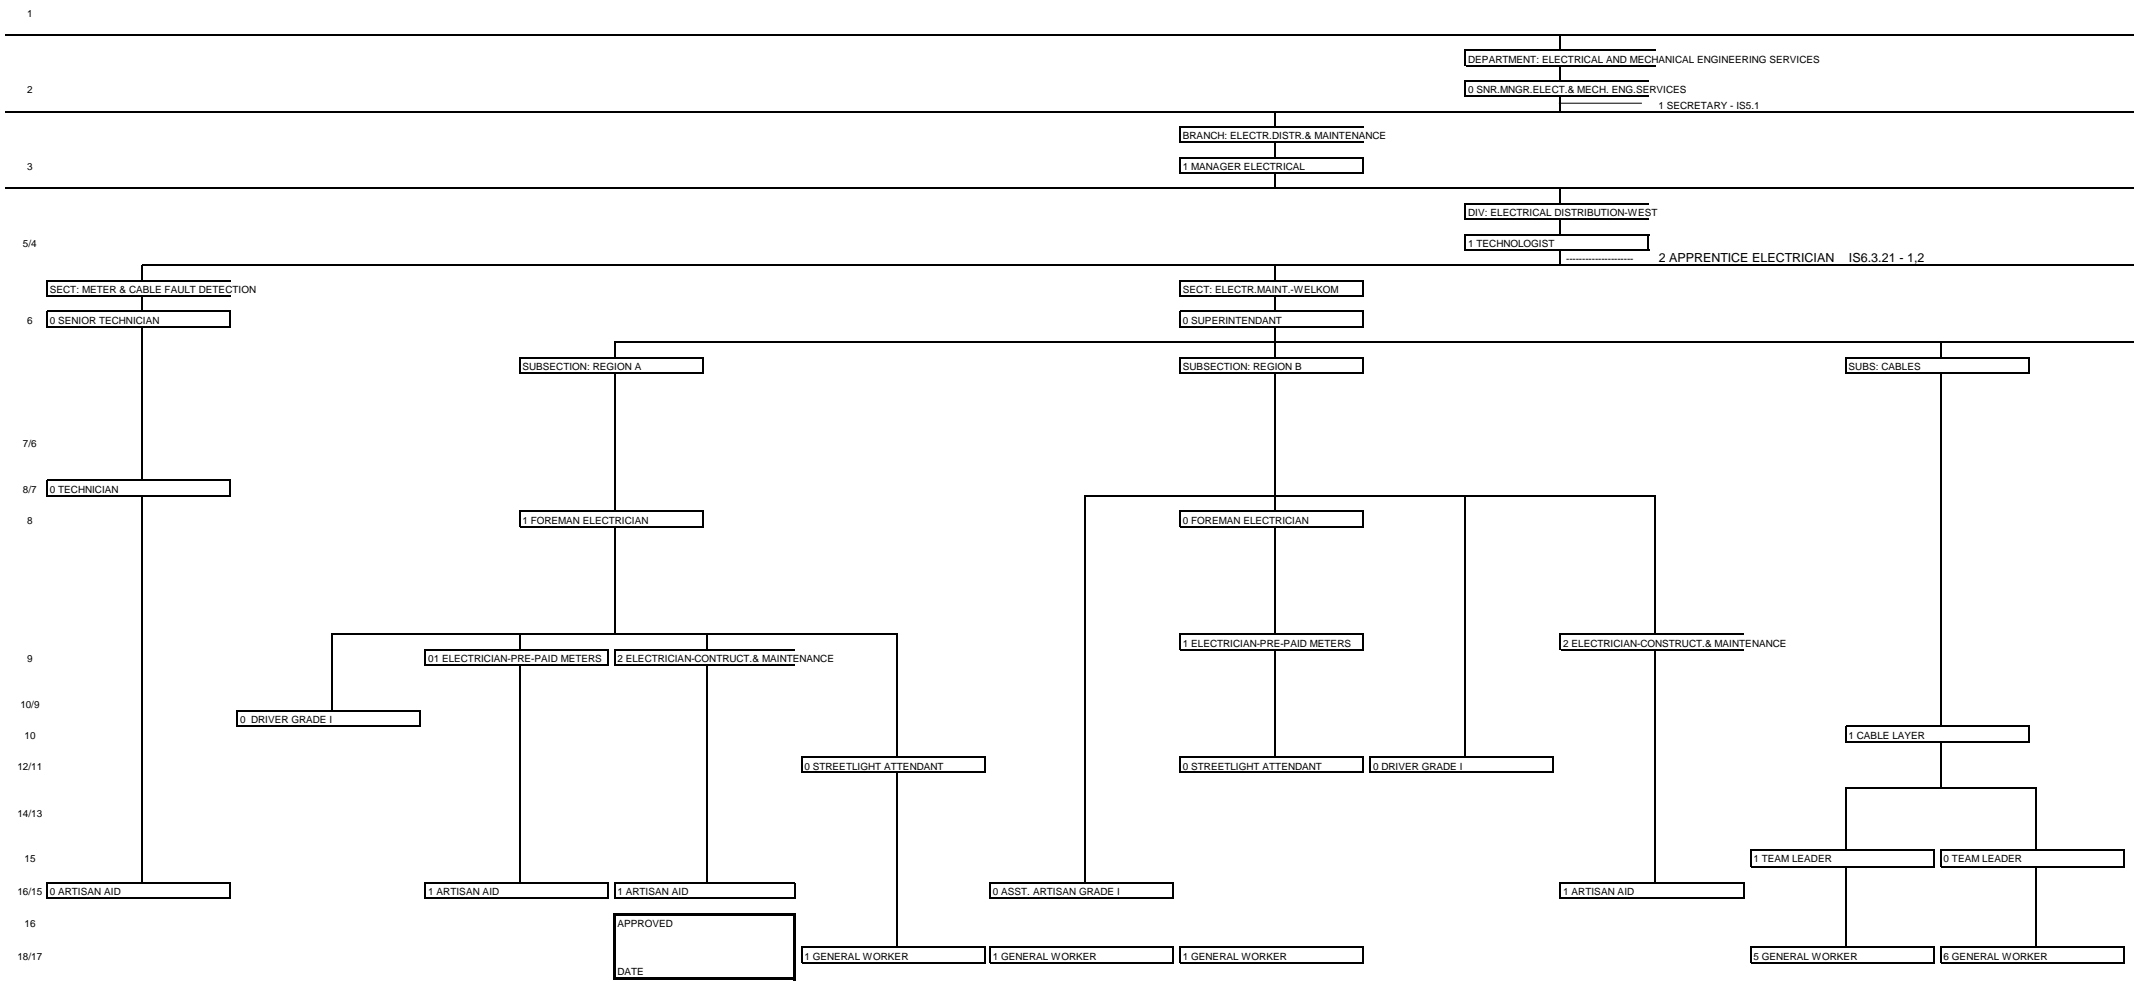 1
DEPARTMENT: ELECTRICAL AND MECHANICAL ENGINEERING SERVICES
2
0 SNR.MNGR.ELECT.& MECH. ENG.SERVICES
1 SECRETARY - IS5.1
BRANCH: ELECTR.DISTR.& MAINTENANCE
3
1 MANAGER ELECTRICAL
DIV: ELECTRICAL DISTRIBUTION-WEST
5/4
1 TECHNOLOGIST
--------------------- 2 APPRENTICE ELECTRICIAN IS6.3.21 - 1,2
SECT: METER & CABLE FAULT DETECTION
SECT: ELECTR.MAINT.-WELKOM
6
0 SENIOR TECHNICIAN
0 SUPERINTENDANT
SUBSECTION: REGION A
SUBSECTION: REGION B
SUBS: CABLES
7/6
8/7
0 TECHNICIAN
8
1 FOREMAN ELECTRICIAN
0 FOREMAN ELECTRICIAN
1 ELECTRICIAN-PRE-PAID METERS
2 ELECTRICIAN-CONSTRUCT.& MAINTENANCE
9
01 ELECTRICIAN-PRE-PAID METERS
2 ELECTRICIAN-CONTRUCT.& MAINTENANCE
10/9
0 DRIVER GRADE I
10
1 CABLE LAYER
12/11
0 STREETLIGHT ATTENDANT
0 STREETLIGHT ATTENDANT
0 DRIVER GRADE I
14/13
15
1 TEAM LEADER
0 TEAM LEADER
16/15
0 ARTISAN AID
1 ARTISAN AID
1 ARTISAN AID
0 ASST. ARTISAN GRADE I
1 ARTISAN AID
16
APPROVED
18/17
1 GENERAL WORKER
1 GENERAL WORKER
1 GENERAL WORKER
5 GENERAL WORKER
6 GENERAL WORKER
DATE